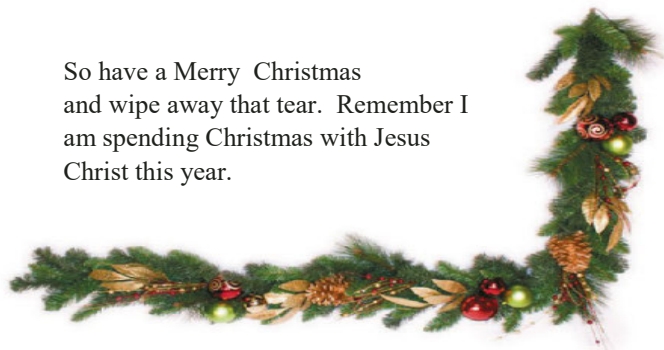 So have a Merry  Christmas
and wipe away that tear.  Remember I
am spending Christmas with Jesus
Christ this year.